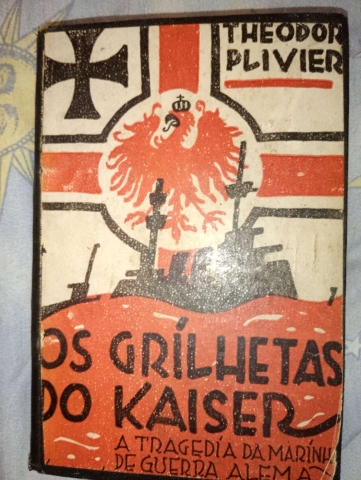 THEODOR
PLIVIER
OS GRÍLHETAS
DO KAISER
A TRAGEDÍA DA MARÍNH
DE GUERRA ALEMÃ